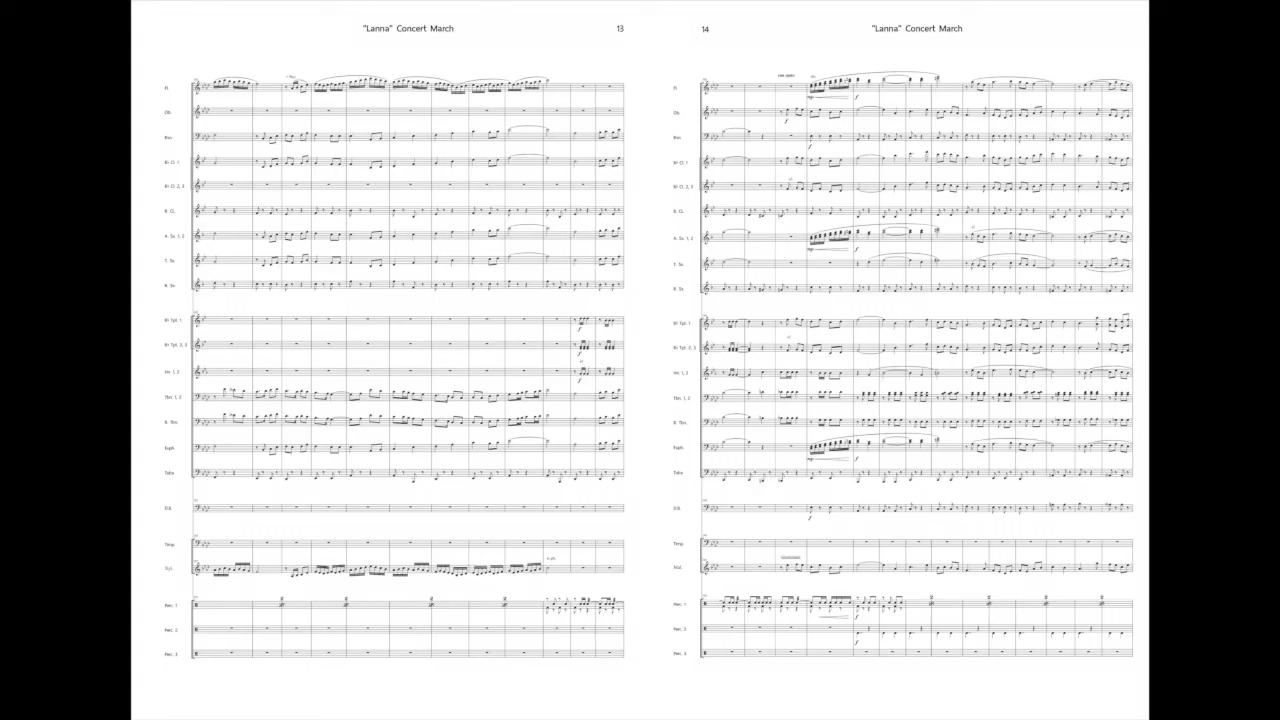 "Lanna" Concert March
13
Fl.
Ob.
Bsn.
B♭ Cl. 1
B♭ Cl. 2, 3
B. Cl.
A. Sx. 1, 2
T. Sx.
B. Sx.
B♭ Tpt. 1
B♭ Tpt. 2, 3
Hn. 1, 2
Tbn. 1, 2
B. Tbn.
Euph.
Tuba
D.B.
Timp.
Xyl.
Perc. 1
Perc. 2
Perc. 3
14
"Lanna" Concert March
Fl.
Ob.
Bsn.
B♭ Cl. 1
B♭ Cl. 2, 3
B. Cl.
A. Sx. 1, 2
T. Sx.
B. Sx.
B♭ Tpt. 1
B♭ Tpt. 2, 3
Hn. 1, 2
Tbn. 1, 2
B. Tbn.
Euph.
Tuba
D.B.
Timp.
Perc. 1
Perc. 2
Perc. 3